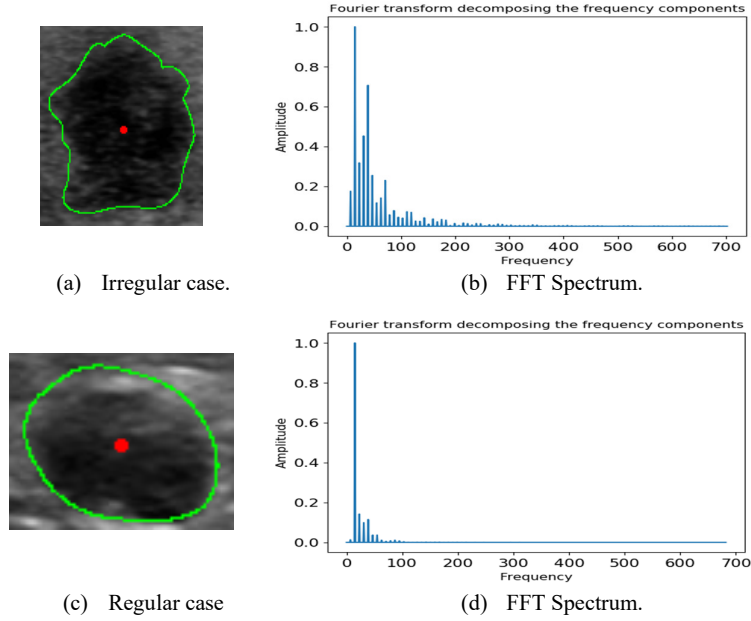 Fourier transform decomposing the frequency components
1.0
0.8
0.6
0.4
0.2
0.0
Amplitude
0 100 200 300 400 500 600 700
Frequency
(a) Irregular case.
(b) FFT Spectrum.
Fourier transform decomposing the frequency components
1.0
0.8
0.6
0.4
0.2
0.0
Amplitude
0 100 200 300 400 500 600 700
Frequency
(c) Regular case
(d) FFT Spectrum.